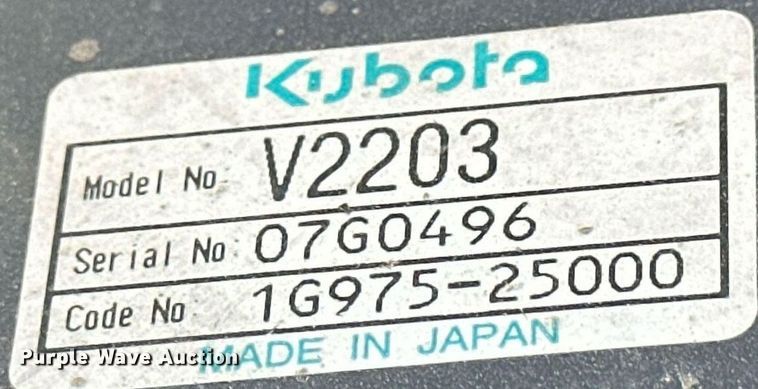 Kubota
Model No: V2203
Serial No: 07G0496
Code No 1G975-25000
MADE IN JAPAN
Purple Wave Auction